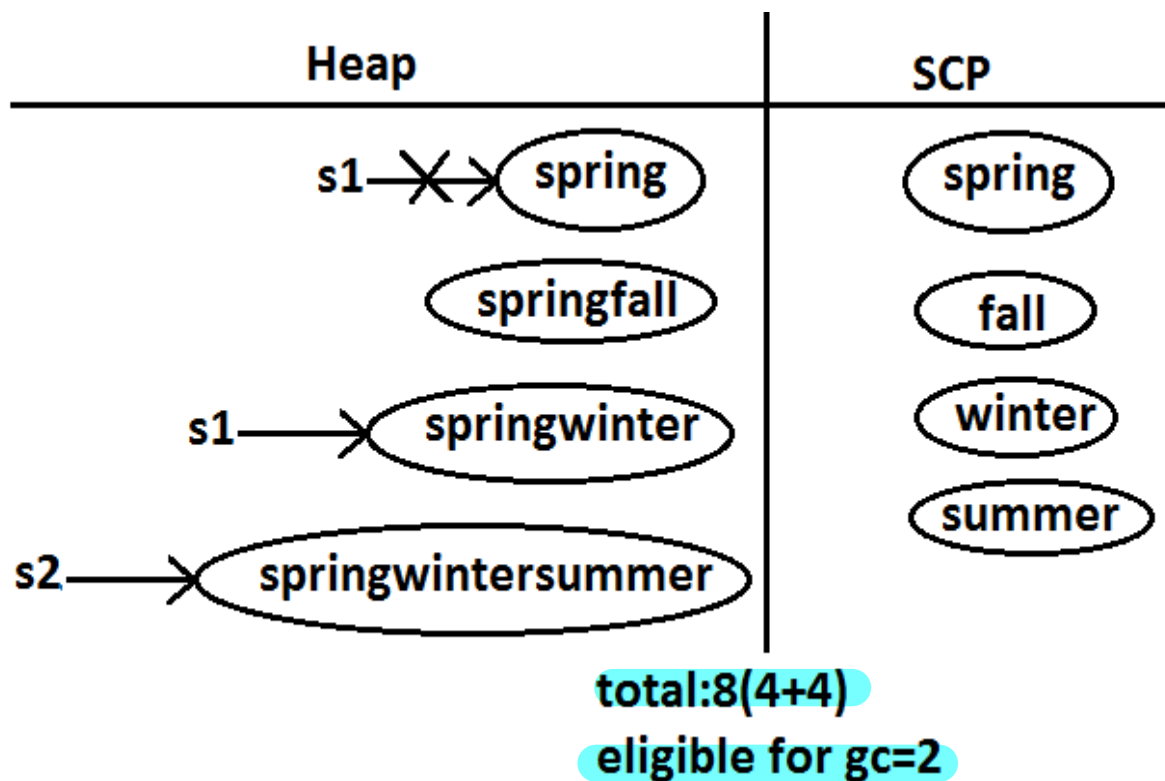 Heap SCP
s1 spring spring
springfall fall
s1 springwinter winter
summer
s2 springwintersummer
total:8(4+4)
eligible for gc=2